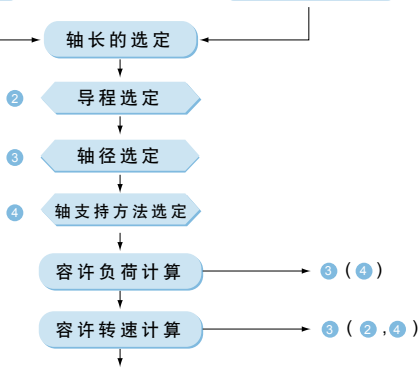 轴长的选定
2 导程选定
3 轴径选定
4 轴支持方法选定
容许负荷计算 3 ( 4 )
容许转速计算 3 ( 2 ,4 )